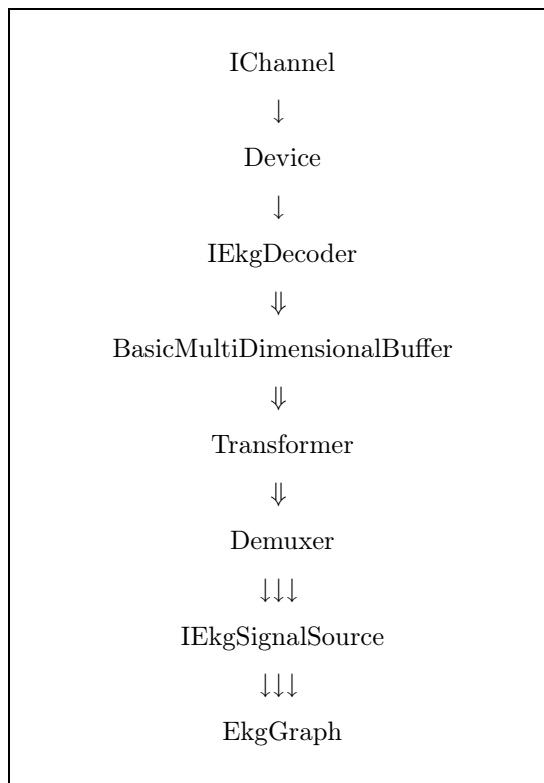 IChannel
↓
Device
↓
IEkgDecoder
⇓
BasicMultiDimensionalBuffer
⇓
Transformer
⇓
Demuxer
↓↓↓
IEkgSignalSource
↓↓↓
EkgGraph